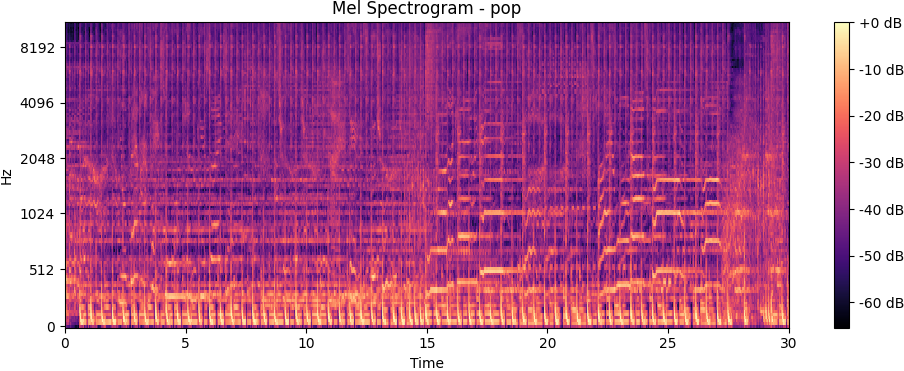 Mel Spectrogram - pop
Hz
8192
4096
2048
1024
512
0
0 5 10 15 20 25 30
Time
+0 dB
-10 dB
-20 dB
-30 dB
-40 dB
-50 dB
-60 dB